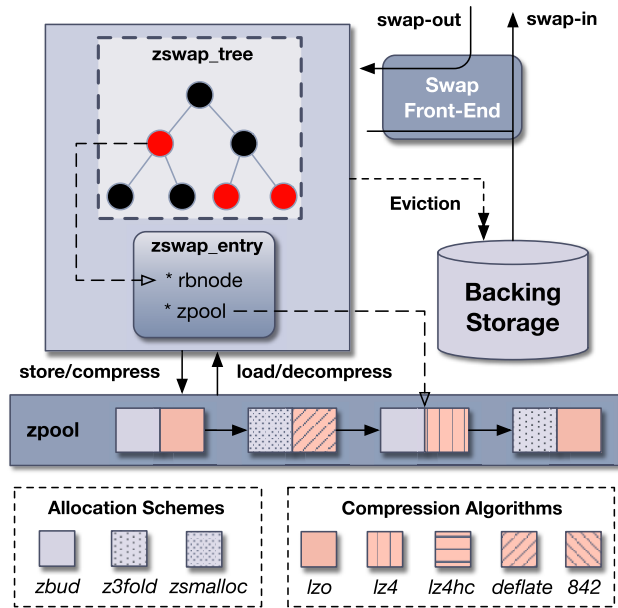 swap-out
swap-in
zswap_tree
Swap
Front-End
Eviction
zswap_entry
* rbnode
* zpool
Backing
Storage
store/compress
load/decompress
zpool
Allocation Schemes
Compression Algorithms
zbud
z3fold
zsmalloc
lzo
lz4
lz4hc
deflate
842